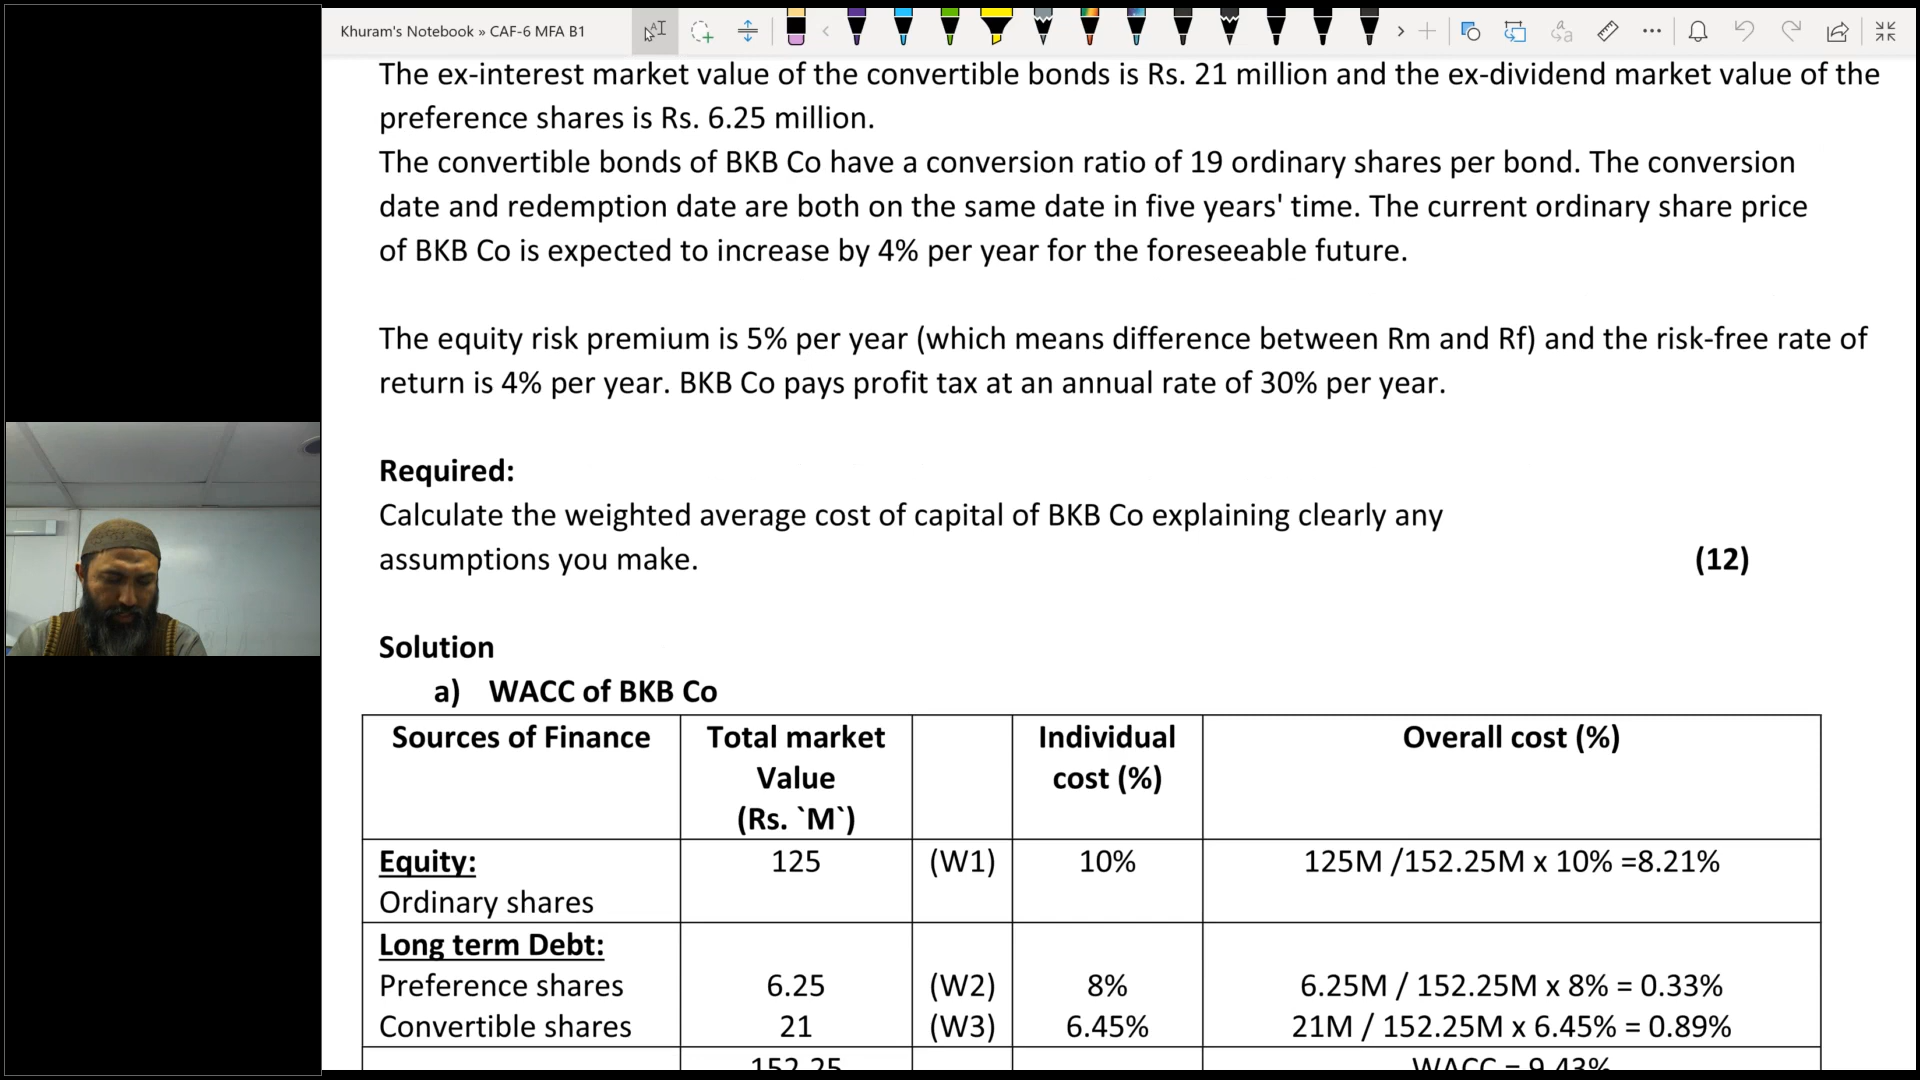 Khuram's Notebook » CAF-6 MFA B1
The ex-interest market value of the convertible bonds is Rs. 21 million and the ex-dividend market value of the
preference shares is Rs. 6.25 million.
The convertible bonds of BKB Co have a conversion ratio of 19 ordinary shares per bond. The conversion
date and redemption date are both on the same date in five years' time. The current ordinary share price
of BKB Co is expected to increase by 4% per year for the foreseeable future.
The equity risk premium is 5% per year (which means difference between Rm and Rf) and the risk-free rate of
return is 4% per year. BKB Co pays profit tax at an annual rate of 30% per year.
Required:
Calculate the weighted average cost of capital of BKB Co explaining clearly any
assumptions you make. (12)
Solution
a) WACC of BKB Co
Sources of Finance Total market Individual Overall cost (%)
Value cost (%)
(Rs. `M`)
Equity: 125 (W1) 10% 125M /152.25M x 10% =8.21%
Ordinary shares
Long term Debt:
Preference shares 6.25 (W2) 8% 6.25M / 152.25M x 8% = 0.33%
Convertible shares 21 (W3) 6.45% 21M / 152.25M x 6.45% = 0.89%
152.25 WACC = 9.43%